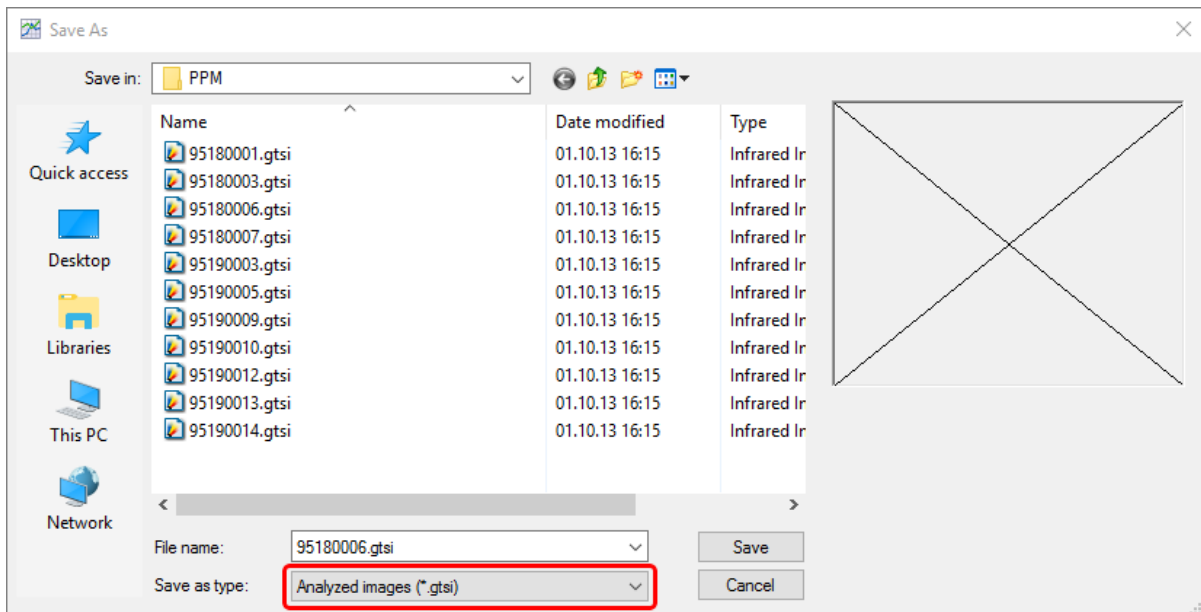 Save As
Save in: PPM
Name Date modified Type
95180001.gtsi 01.10.13 16:15 Infrared Ir
95180003.gtsi 01.10.13 16:15 Infrared Ir
95180006.gtsi 01.10.13 16:15 Infrared Ir
95180007.gtsi 01.10.13 16:15 Infrared Ir
95190003.gtsi 01.10.13 16:15 Infrared Ir
95190005.gtsi 01.10.13 16:15 Infrared Ir
95190009.gtsi 01.10.13 16:15 Infrared Ir
95190010.gtsi 01.10.13 16:15 Infrared Ir
95190012.gtsi 01.10.13 16:15 Infrared Ir
95190013.gtsi 01.10.13 16:15 Infrared Ir
95190014.gtsi 01.10.13 16:15 Infrared Ir
Quick access
Desktop
Libraries
This PC
Network
File name: 95180006.gtsi Save
Save as type: Analyzed images (*.gtsi) Cancel